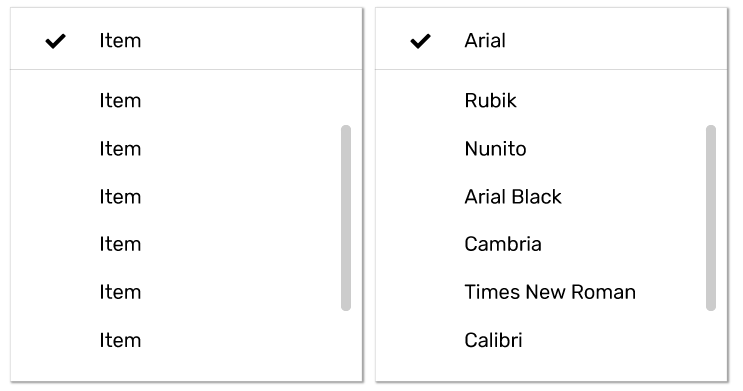 Item
Item
Item
Item
Item
Item
Item
Arial
Rubik
Nunito
Arial Black
Cambria
Times New Roman
Calibri